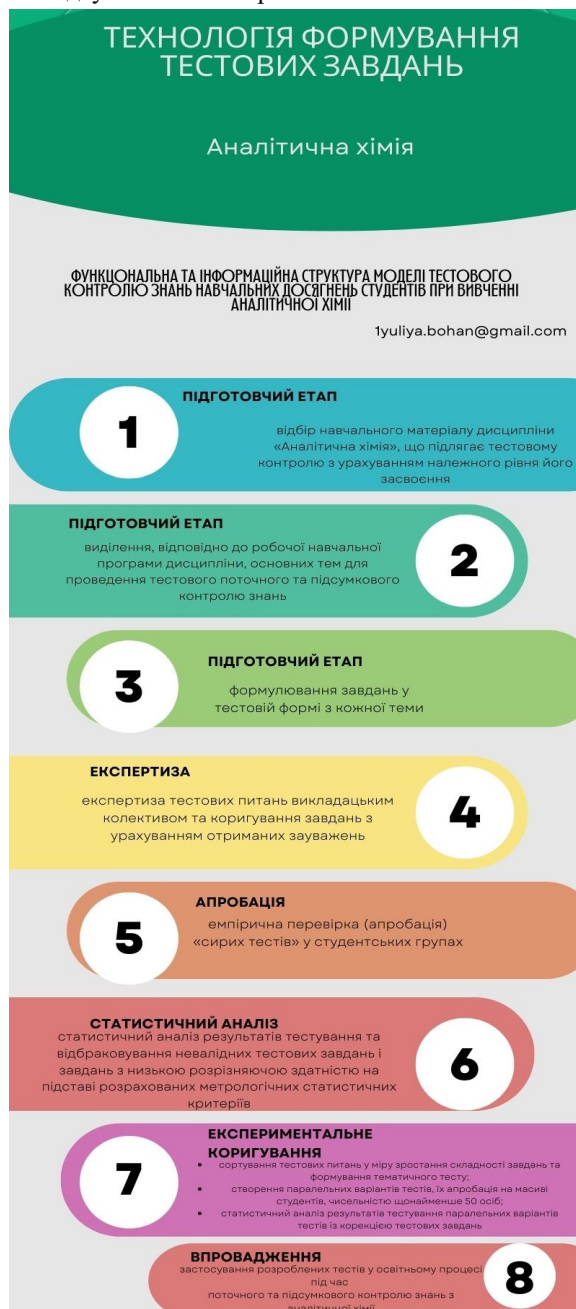 ТЕХНОЛОГІЯ ФОРМУВАННЯ
ТЕСТОВИХ ЗАВДАНЬ
Аналітична хімія
ФУНКЦОНАЛЬНА ТА ІНФОРМАЦІЙНА СТРУКТУРА МОДЕЛІ ТЕСТОВОГО
КОНТРОЛЮ ЗНАНЬ НАВЧАЛЬНИХ ДОСЯГНЕНЬ СТУДЕНТІВ ПРИ ВИВЧЕННІ
АНАЛІТИЧНОЇ ХІМІЇ
1yuliya.bohan@gmail.com
1
ПІДГОТОВЧИЙ ЕТАП
відбір навчального матеріалу дисципліни
«Аналітична хімія», що підлягає тестовому
контролю з урахуванням належного рівня його
засвоєння
ПІДГОТОВЧИЙ ЕТАП
виділення, відповідно до робочої навчальної
програми дисципліни, основних тем для
проведення тестового поточного та підсумкового
контролю знань
2
3
ПІДГОТОВЧИЙ ЕТАП
формулювання завдань у
тестовій формі з кожної теми
ЕКСПЕРТИЗА
експертиза тестових питань викладацьким
колективом та коригування завдань з
урахуванням отриманих зауважень
4
5
АПРОБАЦІЯ
емпірична перевірка (апробація)
«сирих тестів» у студентських групах
СТАТИСТИЧНИЙ АНАЛІЗ
статистичний аналіз результатів тестування та
відбраковування невалідних тестових завдань і
завдань з низькою розрізняючою здатністю на
підставі розрахованих метрологічних статистичних
критеріїв
6
7
ЕКСПЕРИМЕНТАЛЬНЕ
КОРИГУВАННЯ
• сортування тестових питань у міру зростання складності завдань та
формування тематичного тесту;
• створення паралельних варіантів тестів, їх апробація на масиві
студентів, чисельністю щонайменше 50 осіб;
• статистичний аналіз результатів тестування паралельних варіантів
тестів із корекцією тестових завдань
ВПРОВАДЖЕННЯ
застосування розроблених тестів у освітньому процесі
під час
поточного та підсумкового контролю знань з
аналітичної хімії
8